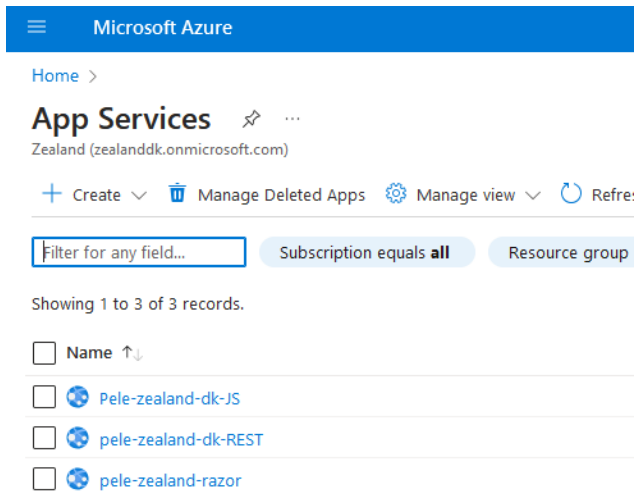 Microsoft Azure
Home >
App Services ...
Zealand (zealanddk.onmicrosoft.com)
+ Create Manage Deleted Apps Manage view
Filter for any field... Subscription equals all Resource group
Showing 1 to 3 of 3 records.
Name ↑↓
Pele-zealand-dk-JS
pele-zealand-dk-REST
pele-zealand-razor